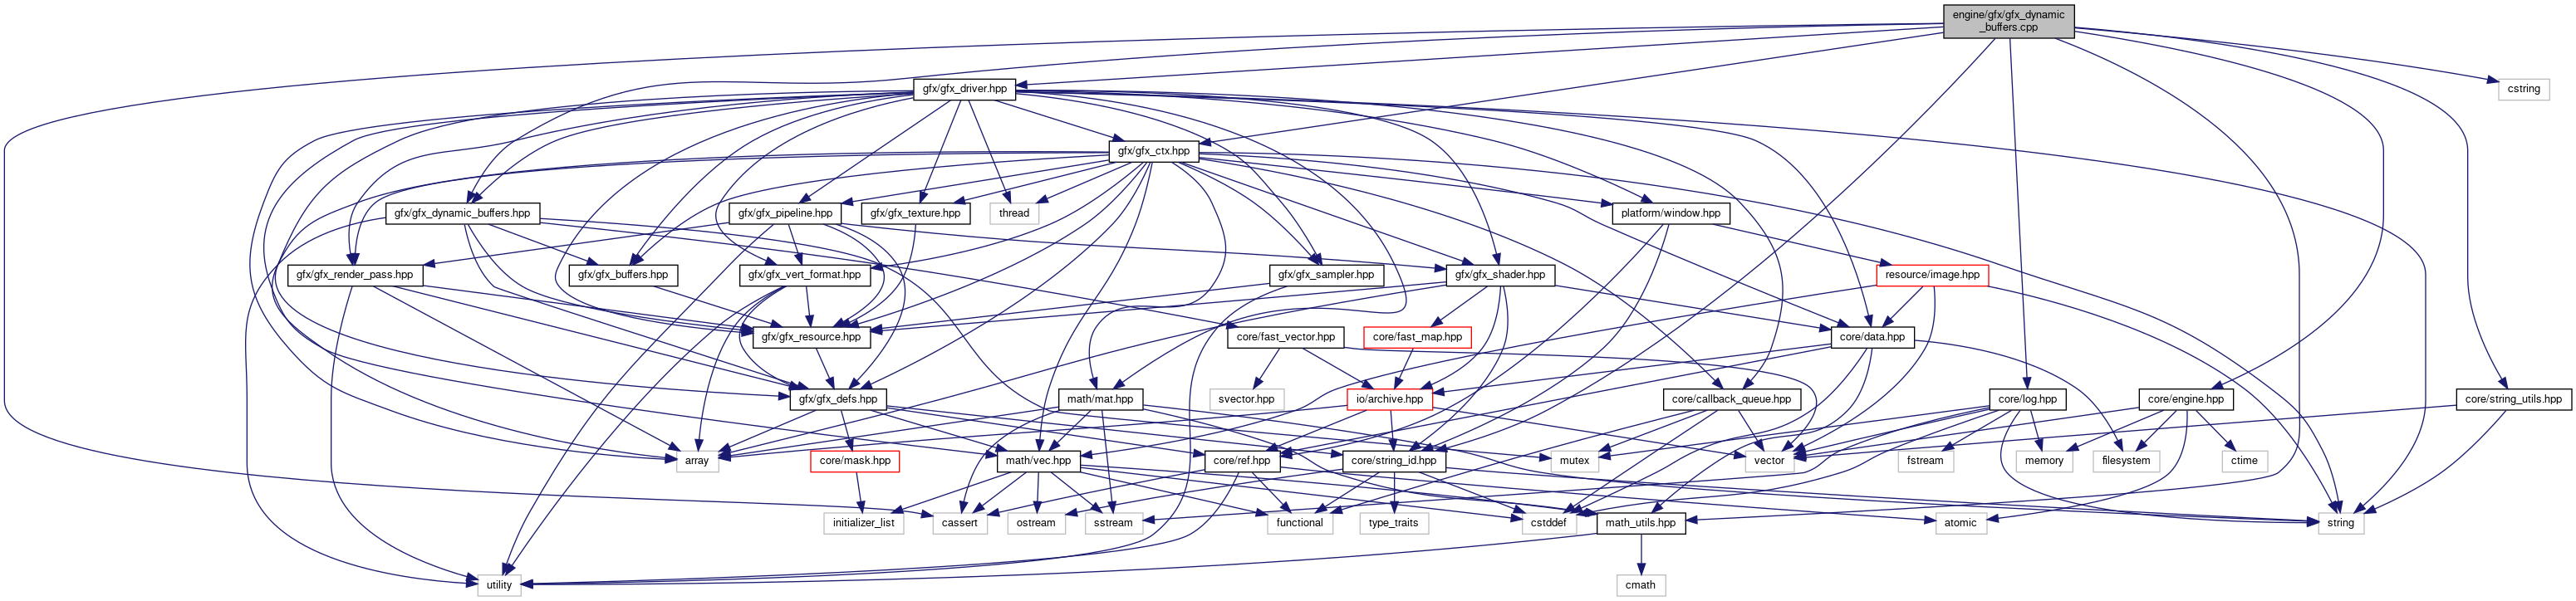 engine/gfx/gfx_dynamic
_buffers.cpp
gfx/gfx_driver.hpp
cstring
gfx/gfx_ctx.hpp
gfx/gfx_dynamic_buffers.hpp
gfx/gfx_pipeline.hpp
gfx/gfx_texture.hpp
thread
platform/window.hpp
gfx/gfx_render_pass.hpp
gfx/gfx_buffers.hpp
gfx/gfx_vert_format.hpp
gfx/gfx_sampler.hpp
gfx/gfx_shader.hpp
resource/image.hpp
gfx/gfx_resource.hpp
core/fast_vector.hpp
core/fast_map.hpp
core/data.hpp
gfx/gfx_defs.hpp
math/mat.hpp
svector.hpp
io/archive.hpp
core/callback_queue.hpp
core/log.hpp
core/engine.hpp
core/string_utils.hpp
array
core/mask.hpp
math/vec.hpp
core/ref.hpp
core/string_id.hpp
mutex
vector
fstream
memory
filesystem
ctime
initializer_list
cassert
ostream
sstream
functional
type_traits
cstddef
math_utils.hpp
atomic
string
utility
cmath